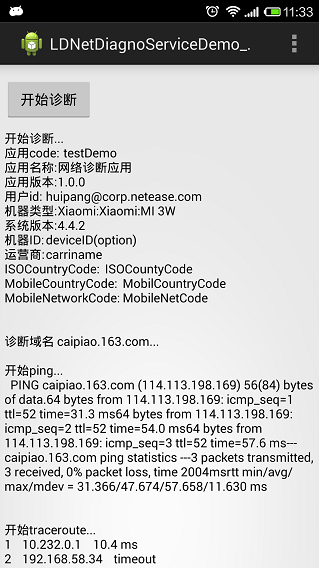 11:33
LDNetDiagnoServiceDemo_.
开始诊断
开始诊断...
应用code: testDemo
应用名称:网络诊断应用
应用版本:1.0.0
用户id: huipang@corp.netease.com
机器类型:Xiaomi:Xiaomi:MI 3W
系统版本:4.4.2
机器ID: deviceID(option)
运营商: carriname
ISOCountryCode:  ISOCountyCode
MobileCountryCode:  MobilCountryCode
MobileNetworkCode: MobileNetCode
诊断域名 caipiao.163.com...
开始ping...
PING caipiao.163.com (114.113.198.169) 56(84) bytes
of data.64 bytes from 114.113.198.169: icmp_seq=1
ttl=52 time=31.3 ms64 bytes from 114.113.198.169:
icmp_seq=2 ttl=52 time=54.0 ms64 bytes from
114.113.198.169: icmp_seq=3 ttl=52 time=57.6 ms---
caipiao.163.com ping statistics ---3 packets transmitted,
3 received, 0% packet loss, time 2004msrtt min/avg/
max/mdev = 31.366/47.674/57.658/11.630 ms
开始traceroute...
1   10.232.0.1    10.4 ms
2   192.168.58.34   timeout